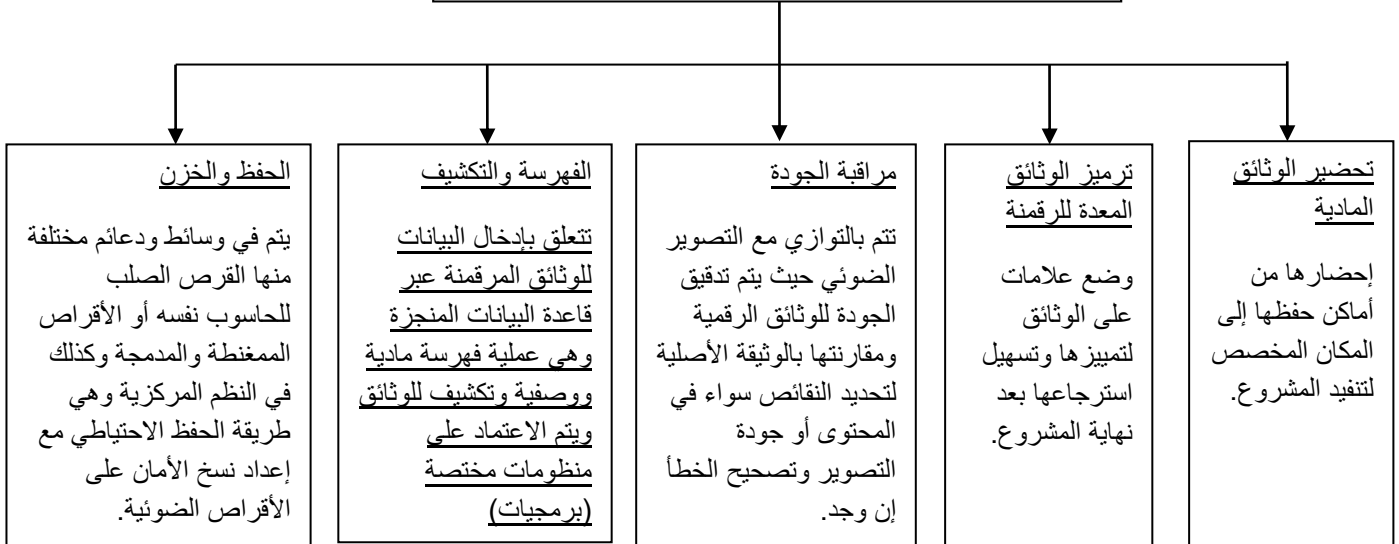 تحضير الوثائق
المادية
إحضارها من
أماكن حفظها إلى
المكان المخصص
لتنفيد المشروع.
ترميز الوثائق
المعدة للرقمنة
وضع علامات
على الوثائق
لتمييزها وتسهيل
استرجاعها بعد
نهاية المشروع.
مراقبة الجودة
تتم بالتوازي مع التصوير
الضوئي حيث يتم تدقيق
الجودة للوثائق الرقمية
ومقارنتها بالوثيقة الأصلية
لتحديد النقائص سواء في
المحتوى أو جودة
التصوير وتصحيح الخطأ
إن وجد.
الفهرسة والتكشيف
تتعلق بإدخال البيانات
للوثائق المرقمنة عبر
قاعدة البيانات المنجزة
وهي عملية فهرسة مادية
ووصفية وتكشيف للوثائق
ويتم الاعتماد على
منظومات مختصة
(برمجيات)
الحفظ والخزن
يتم في وسائط ودعائم مختلفة
منها القرص الصلب
للحاسوب نفسه أو الأقراص
الممغنطة والمدمجة وكذلك
في النظم المركزية وهي
طريقة الحفظ الاحتياطي مع
إعداد نسخ الأمان على
الأقراص الضوئية.